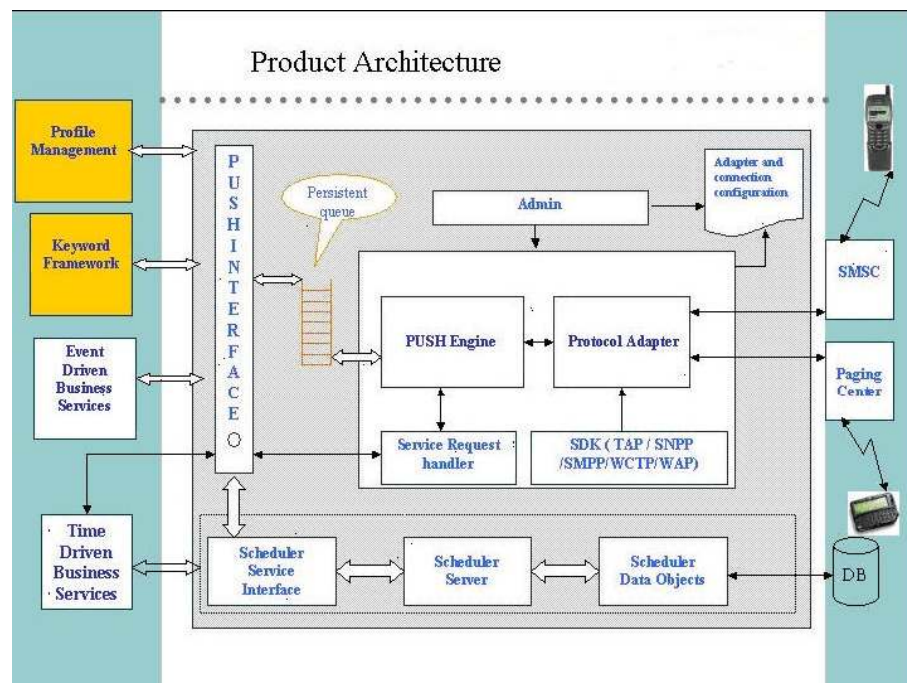 Product Architecture
Profile
Management
Keyword
Framework
Event
Driven
Business
Services
Time
Driven
Business
Services
P
U
S
H
I
N
T
E
R
F
A
C
E
Persistent
queue
Admin
Adapter and
connection
configuration
PUSH Engine
Protocol Adapter
Service Request
handler
SDK ( TAP / SNPP
/SMPP/WCTP/WAP)
Scheduler
Service
Interface
Scheduler
Server
Scheduler
Data Objects
SMSC
Paging
Center
DB